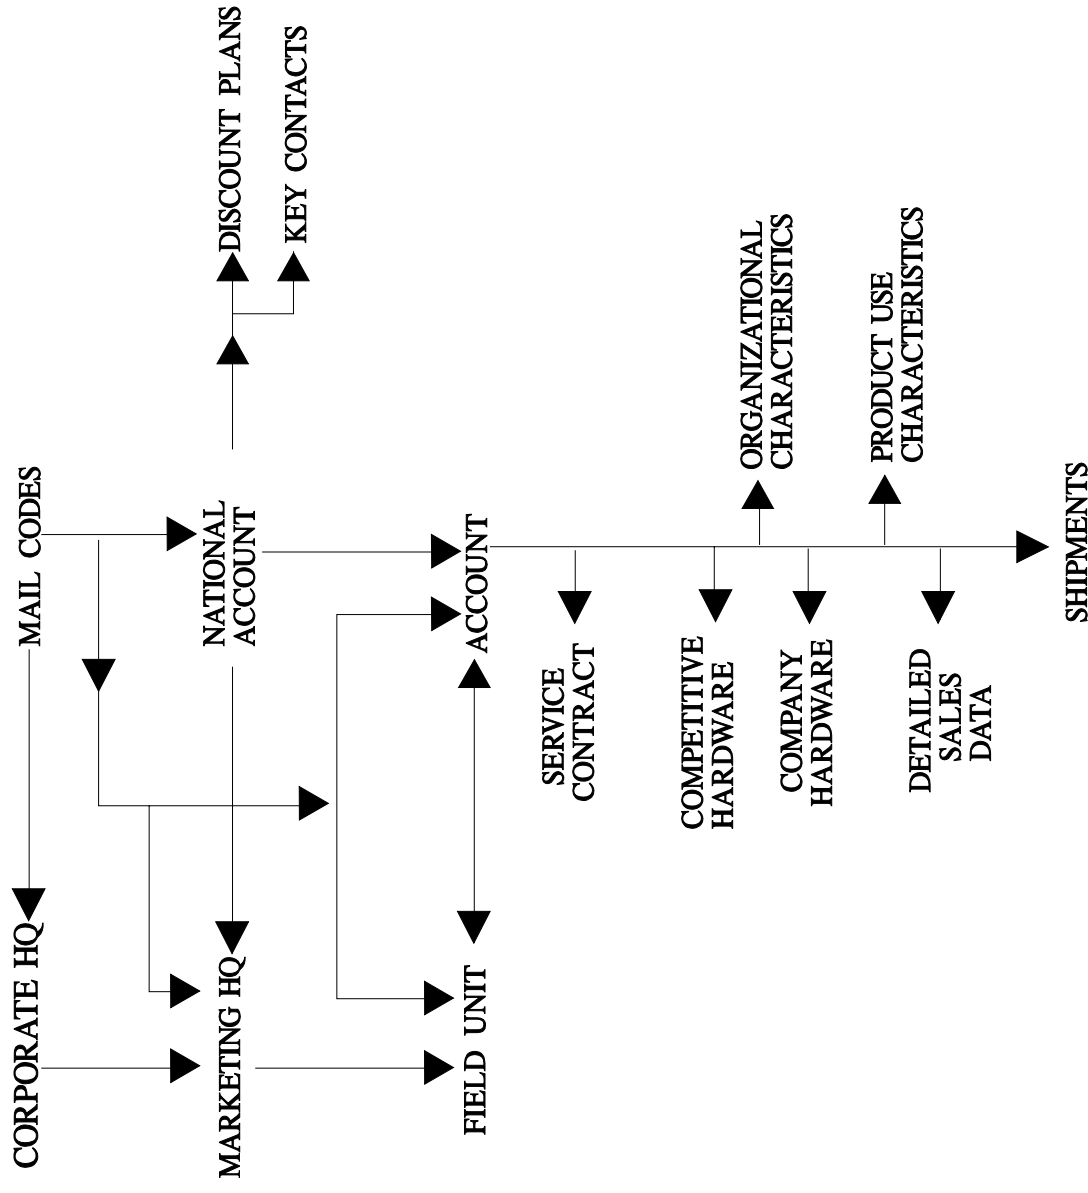 CORPORATE HQ
MAIL CODES
MARKETING HQ
NATIONAL
ACCOUNT
DISCOUNT PLANS
KEY CONTACTS
FIELD UNIT
ACCOUNT
SERVICE
CONTRACT
COMPETITIVE
HARDWARE
ORGANIZATIONAL
CHARACTERISTICS
COMPANY
HARDWARE
PRODUCT USE
CHARACTERISTICS
DETAILED
SALES
DATA
SHIPMENTS